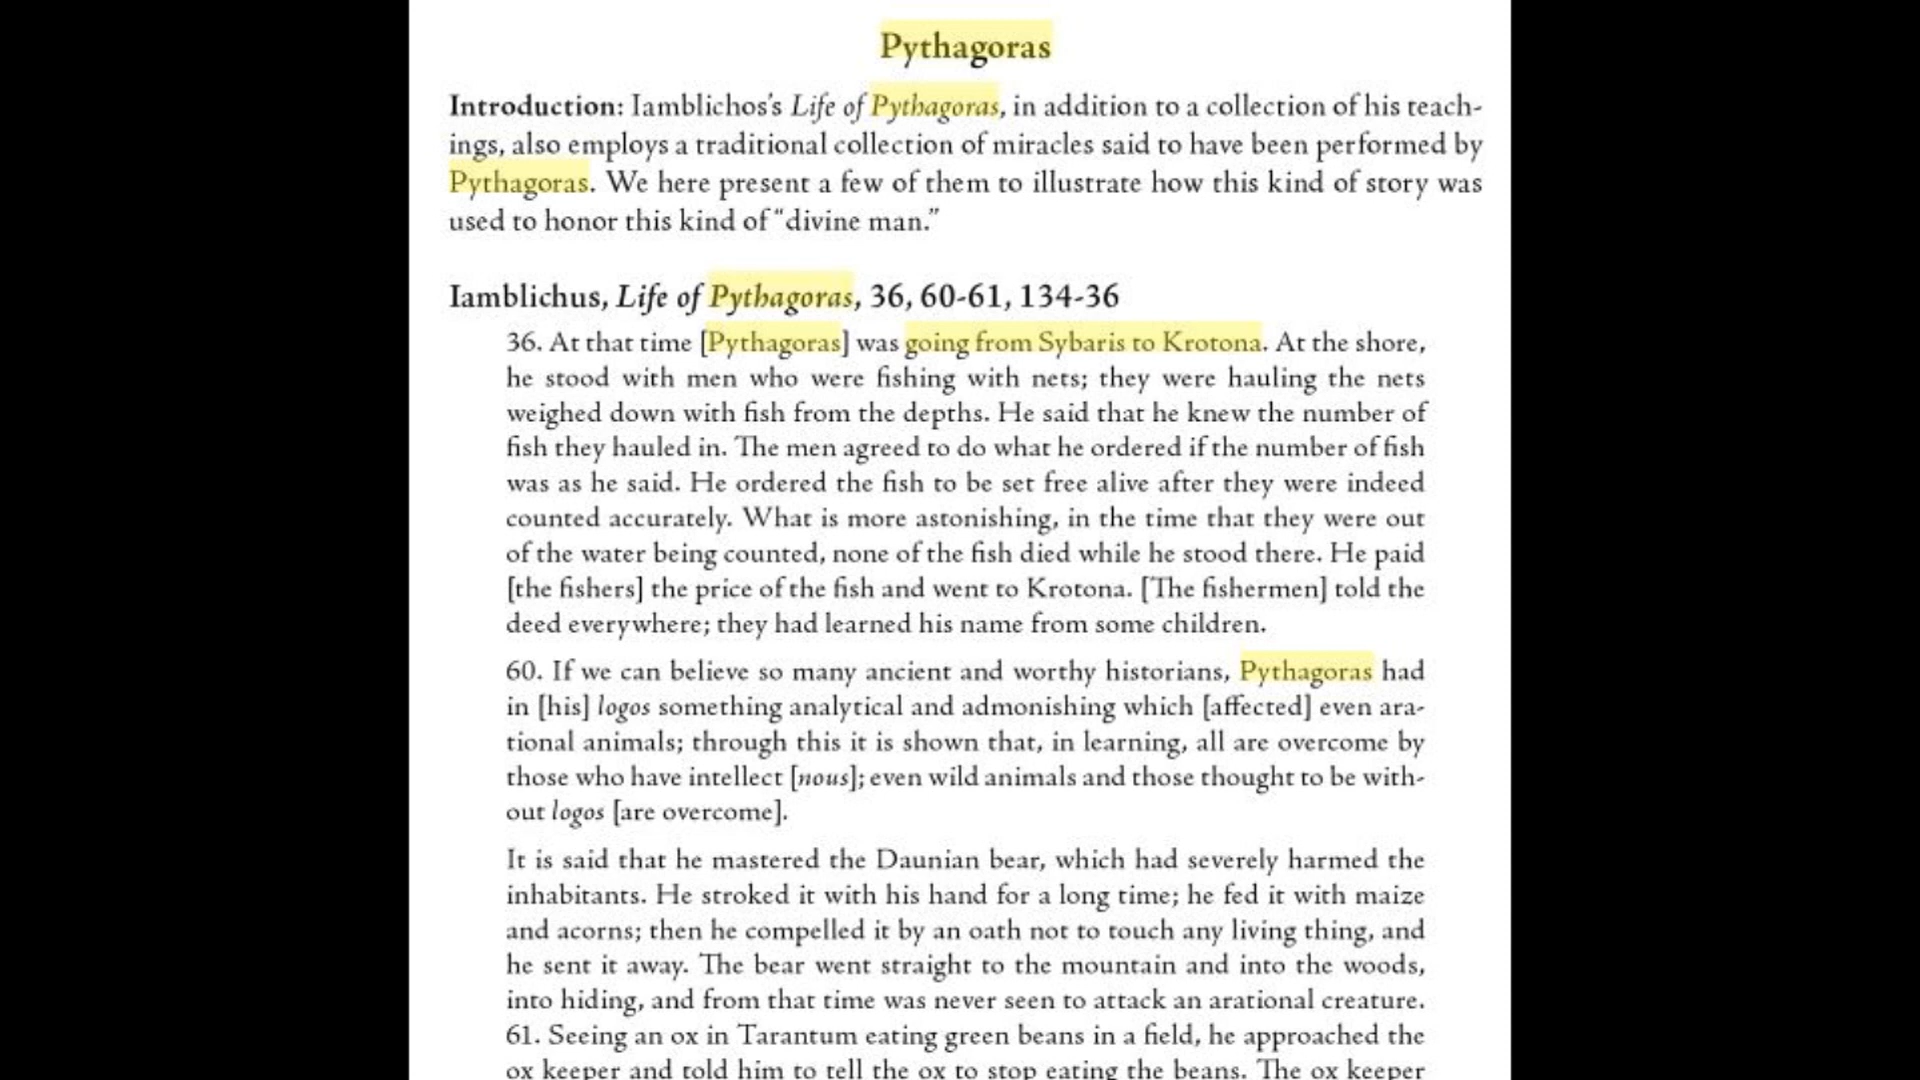 Pythagoras
Introduction: Iamblichos's Life of Pythagoras, in addition to a collection of his teach-
ings, also employs a traditional collection of miracles said to have been performed by
Pythagoras. We here present a few of them to illustrate how this kind of story was
used to honor this kind of “divine man.”
Iamblichus, Life of Pythagoras, 36, 60-61, 134-36
36. At that time [Pythagoras] was going from Sybaris to Krotona. At the shore,
he stood with men who were fishing with nets; they were hauling the nets
weighed down with fish from the depths. He said that he knew the number of
fish they hauled in. The men agreed to do what he ordered if the number of fish
was as he said. He ordered the fish to be set free alive after they were indeed
counted accurately. What is more astonishing, in the time that they were out
of the water being counted, none of the fish died while he stood there. He paid
[the fishers] the price of the fish and went to Krotona. [The fishermen] told the
deed everywhere; they had learned his name from some children.
60. If we can believe so many ancient and worthy historians, Pythagoras had
in [his] logos something analytical and admonishing which [affected] even ara-
tional animals; through this it is shown that, in learning, all are overcome by
those who have intellect [nous]; even wild animals and those thought to be with-
out logos [are overcome].
It is said that he mastered the Daunian bear, which had severely harmed the
inhabitants. He stroked it with his hand for a long time; he fed it with maize
and acorns; then he compelled it by an oath not to touch any living thing, and
he sent it away. The bear went straight to the mountain and into the woods,
into hiding, and from that time was never seen to attack an arational creature.
61. Seeing an ox in Tarantum eating green beans in a field, he approached the
ox keeper and told him to tell the ox to stop eating the beans. The ox keeper